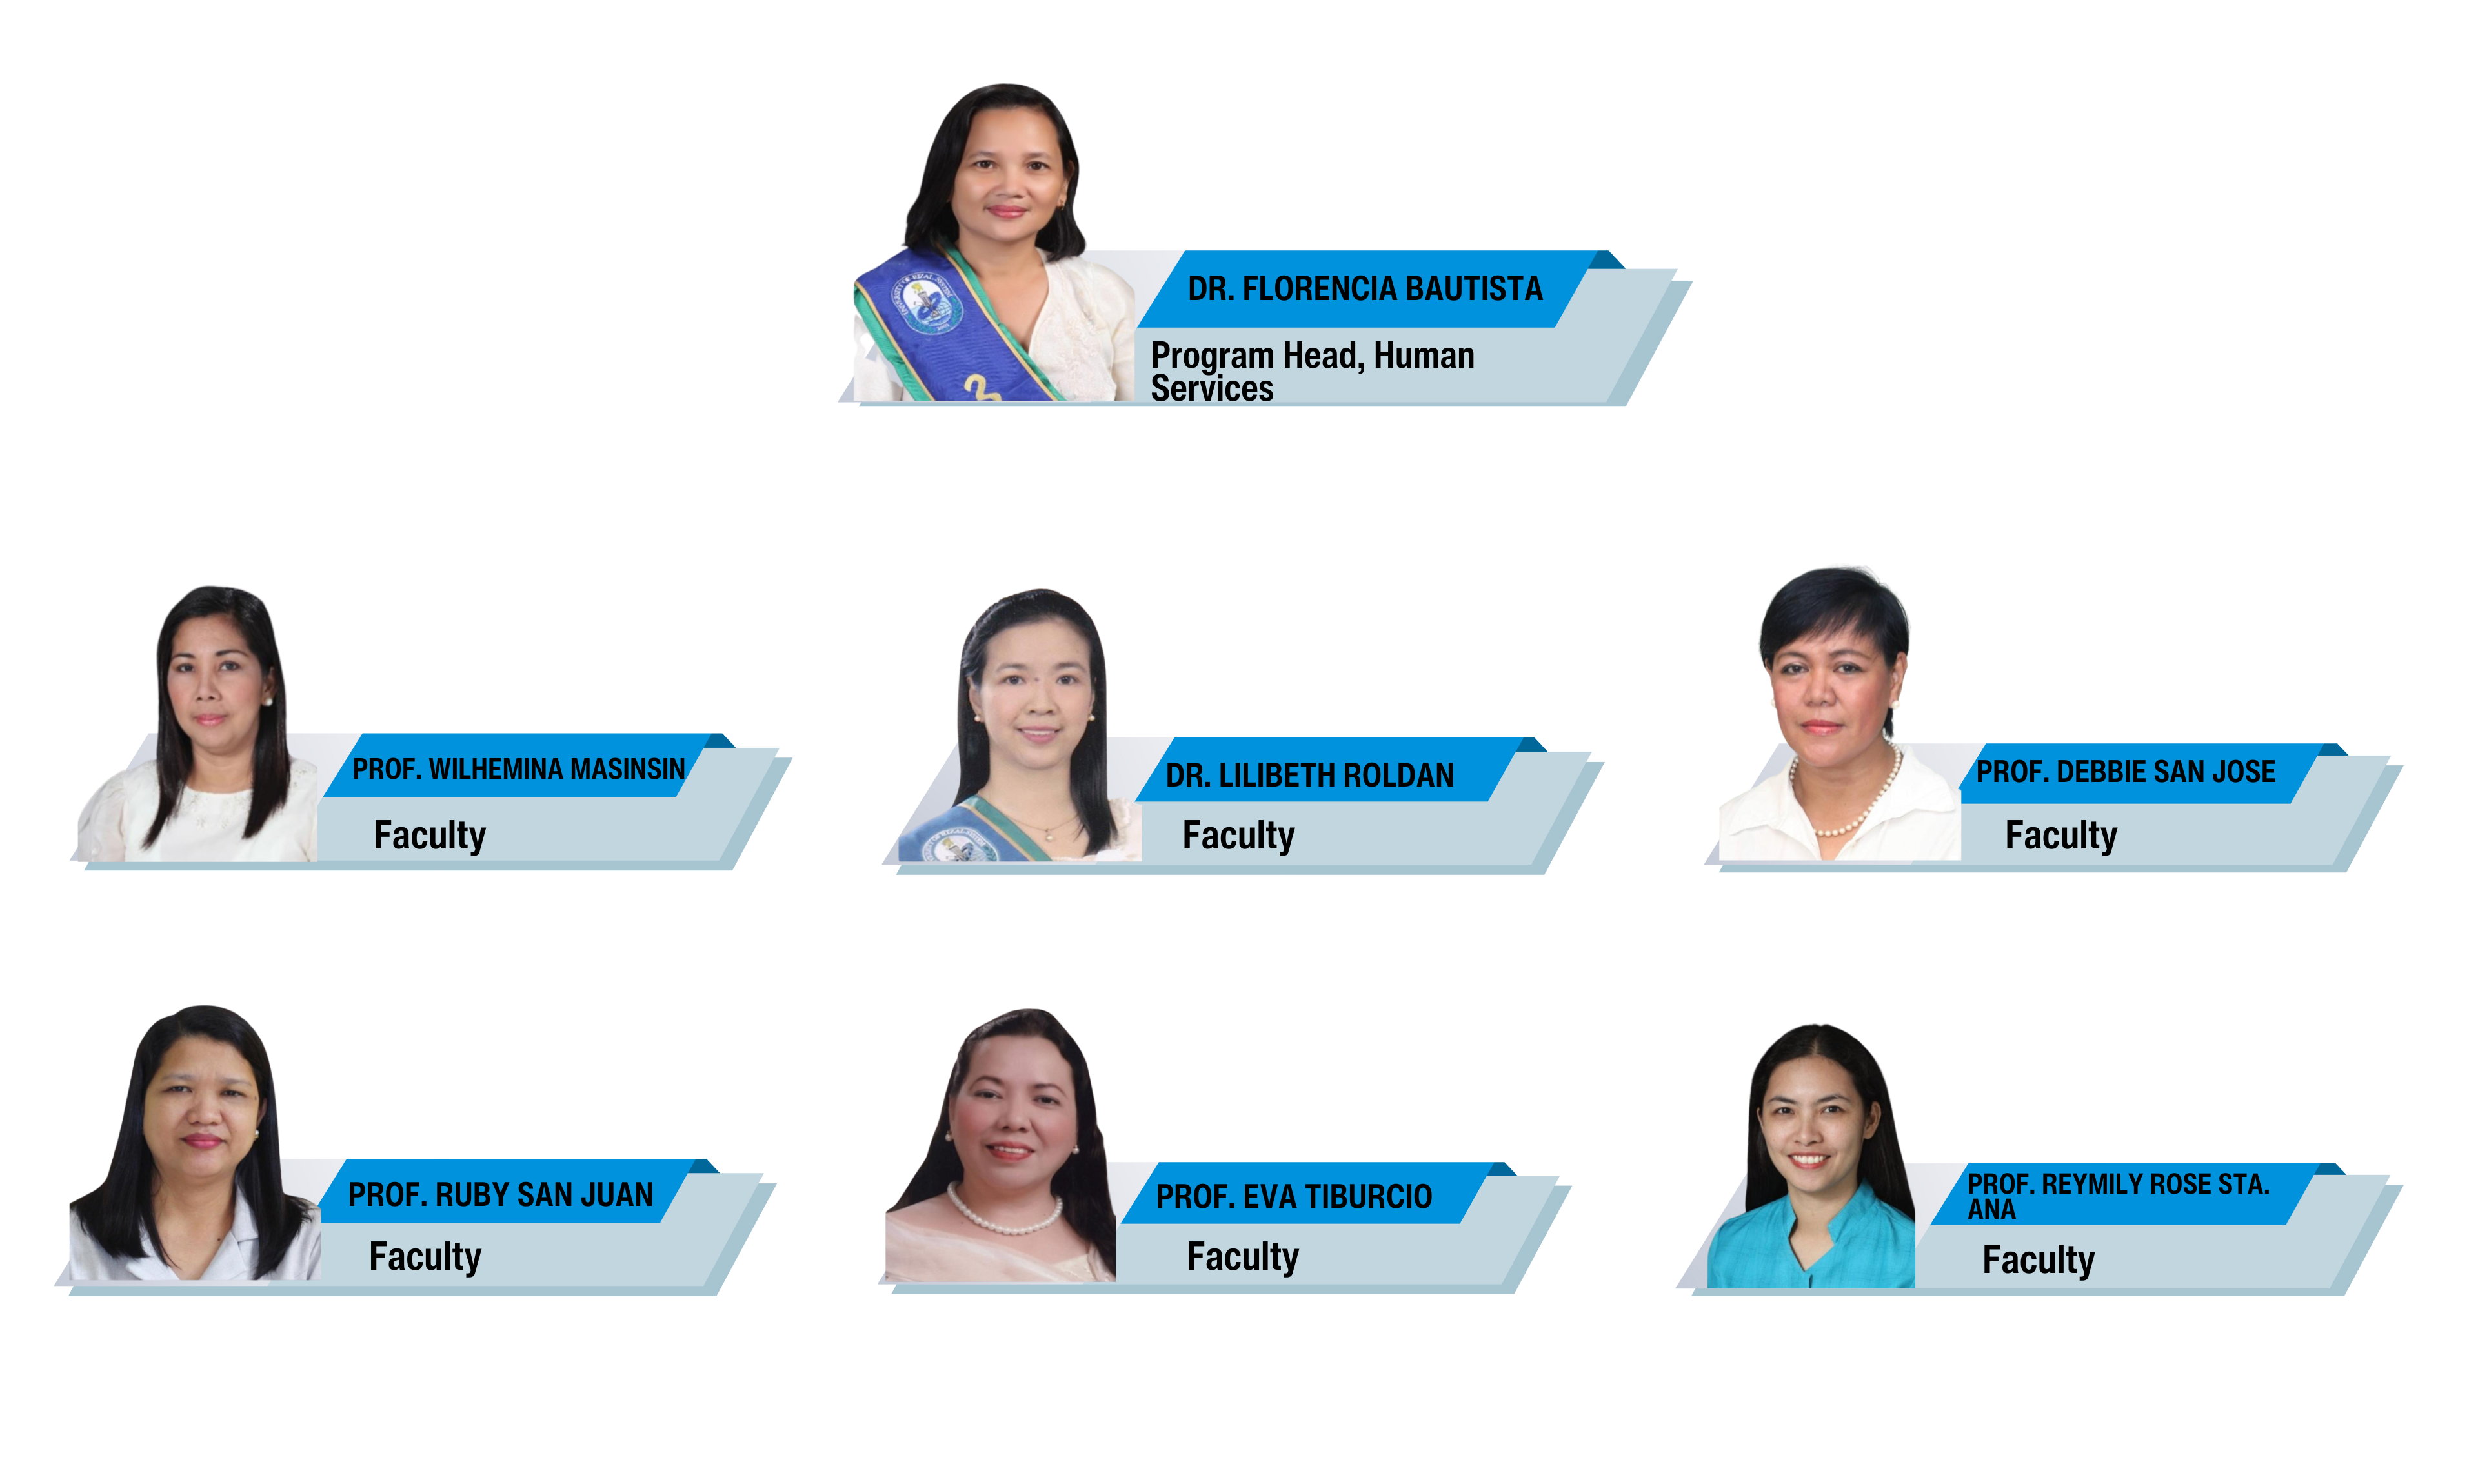 DR. FLORENCIA BAUTISTA
Program Head, Human
Services
PROF. WILHEMINA MASINSIN
Faculty
DR. LILIBETH ROLDAN
Faculty
PROF. DEBBIE SAN JOSE
Faculty
PROF. RUBY SAN JUAN
Faculty
PROF. EVA TIBURCIO
Faculty
PROF. REYMILY ROSE STA.
ANA
Faculty